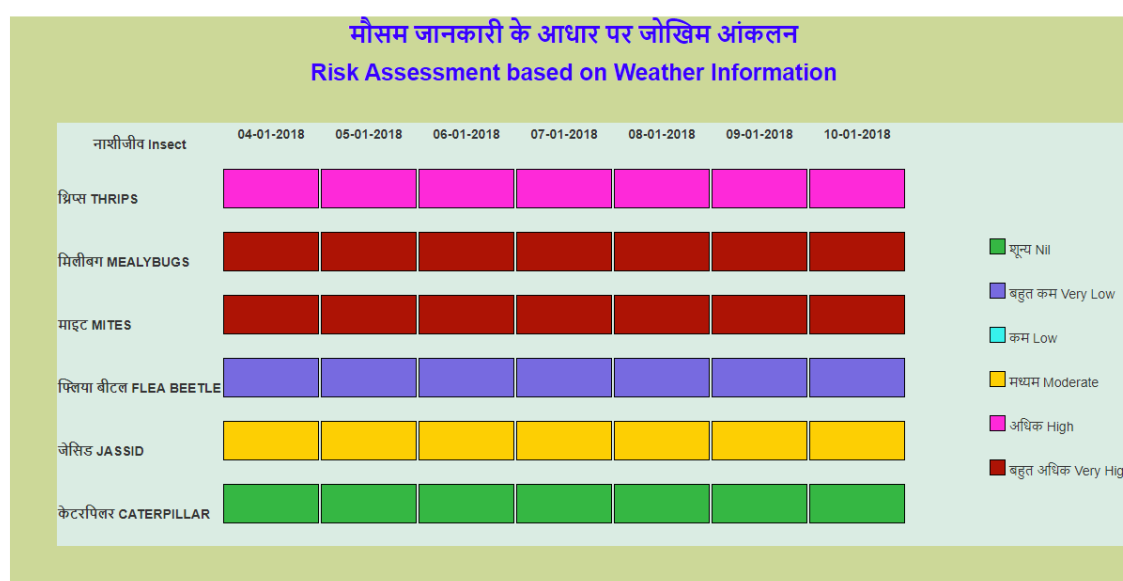 मौसम जानकारी के आधार पर जोखिम आंकलन
Risk Assessment based on Weather Information
नाशीजीव Insect 04-01-2018 05-01-2018 06-01-2018 07-01-2018 08-01-2018 09-01-2018 10-01-2018
थ्रिप्स THRIPS
मिलीबग MEALYBUGS
माइट MITES
फ्लिया बीटल FLEA BEETLE
जेसिड JASSID
केटरपिलर CATERPILLAR
शून्य Nil
बहुत कम Very Low
कम Low
मध्यम Moderate
अधिक High
बहुत अधिक Very Hig